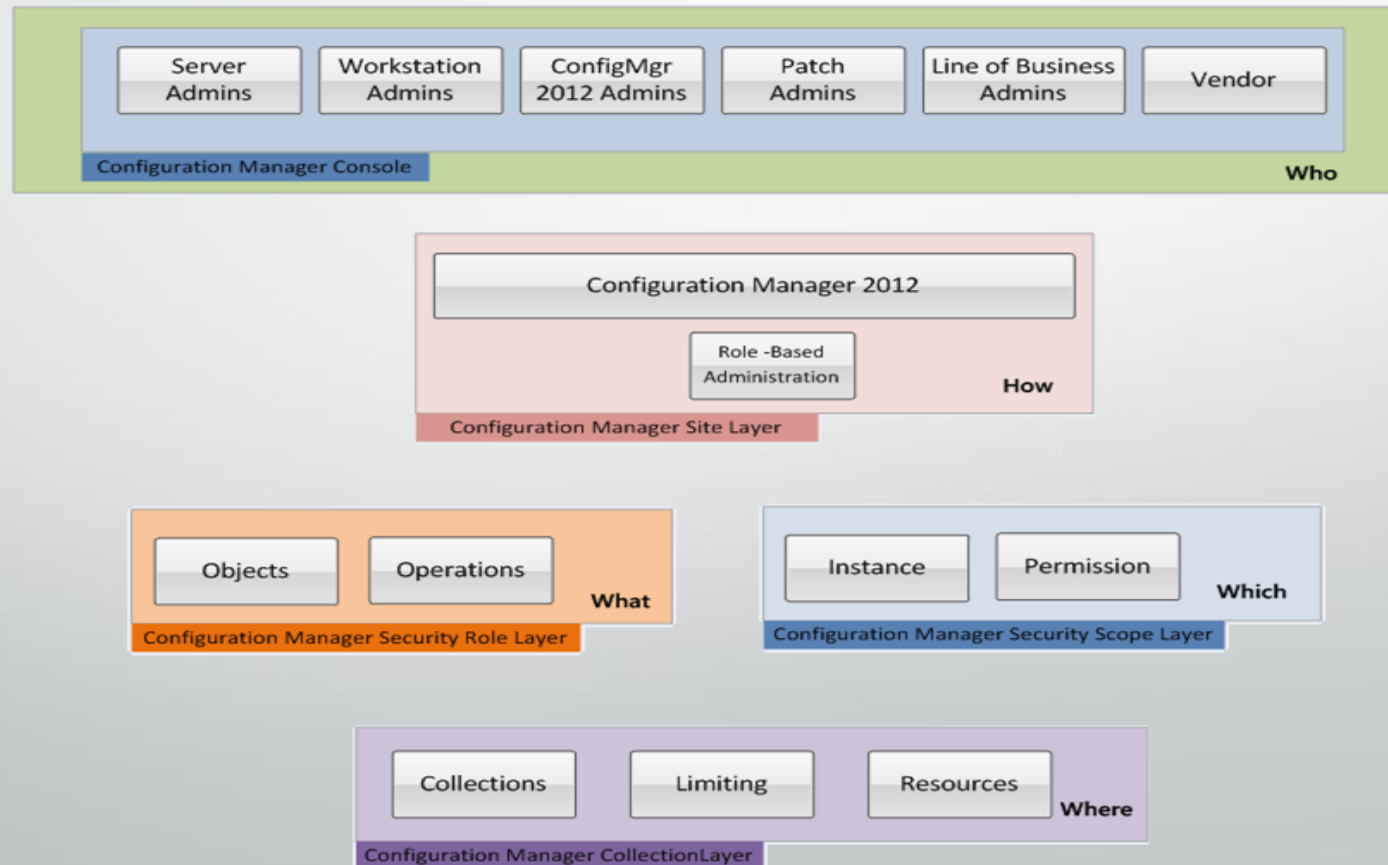 Server
Admins
Workstation
Admins
ConfigMgr
2012 Admins
Patch
Admins
Line of Business
Admins
Vendor
Configuration Manager Console
Who
Configuration Manager 2012
Role -Based
Administration
How
Configuration Manager Site Layer
Objects
Operations
What
Configuration Manager Security Role Layer
Instance
Permission
Which
Configuration Manager Security Scope Layer
Collections
Limiting
Resources
Where
Configuration Manager CollectionLayer